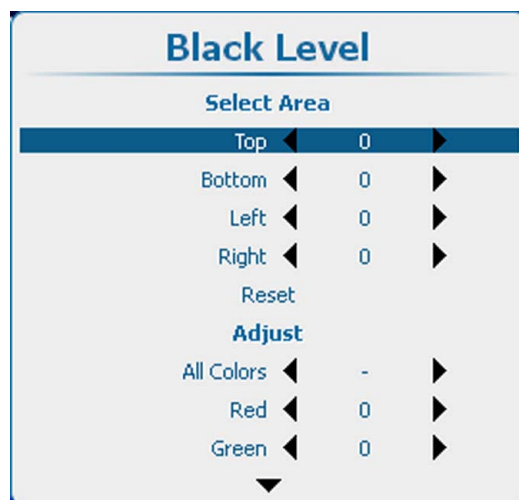 Black Level
Select Area
Top 0
Bottom 0
Left 0
Right 0
Reset
Adjust
All Colors -
Red 0
Green 0